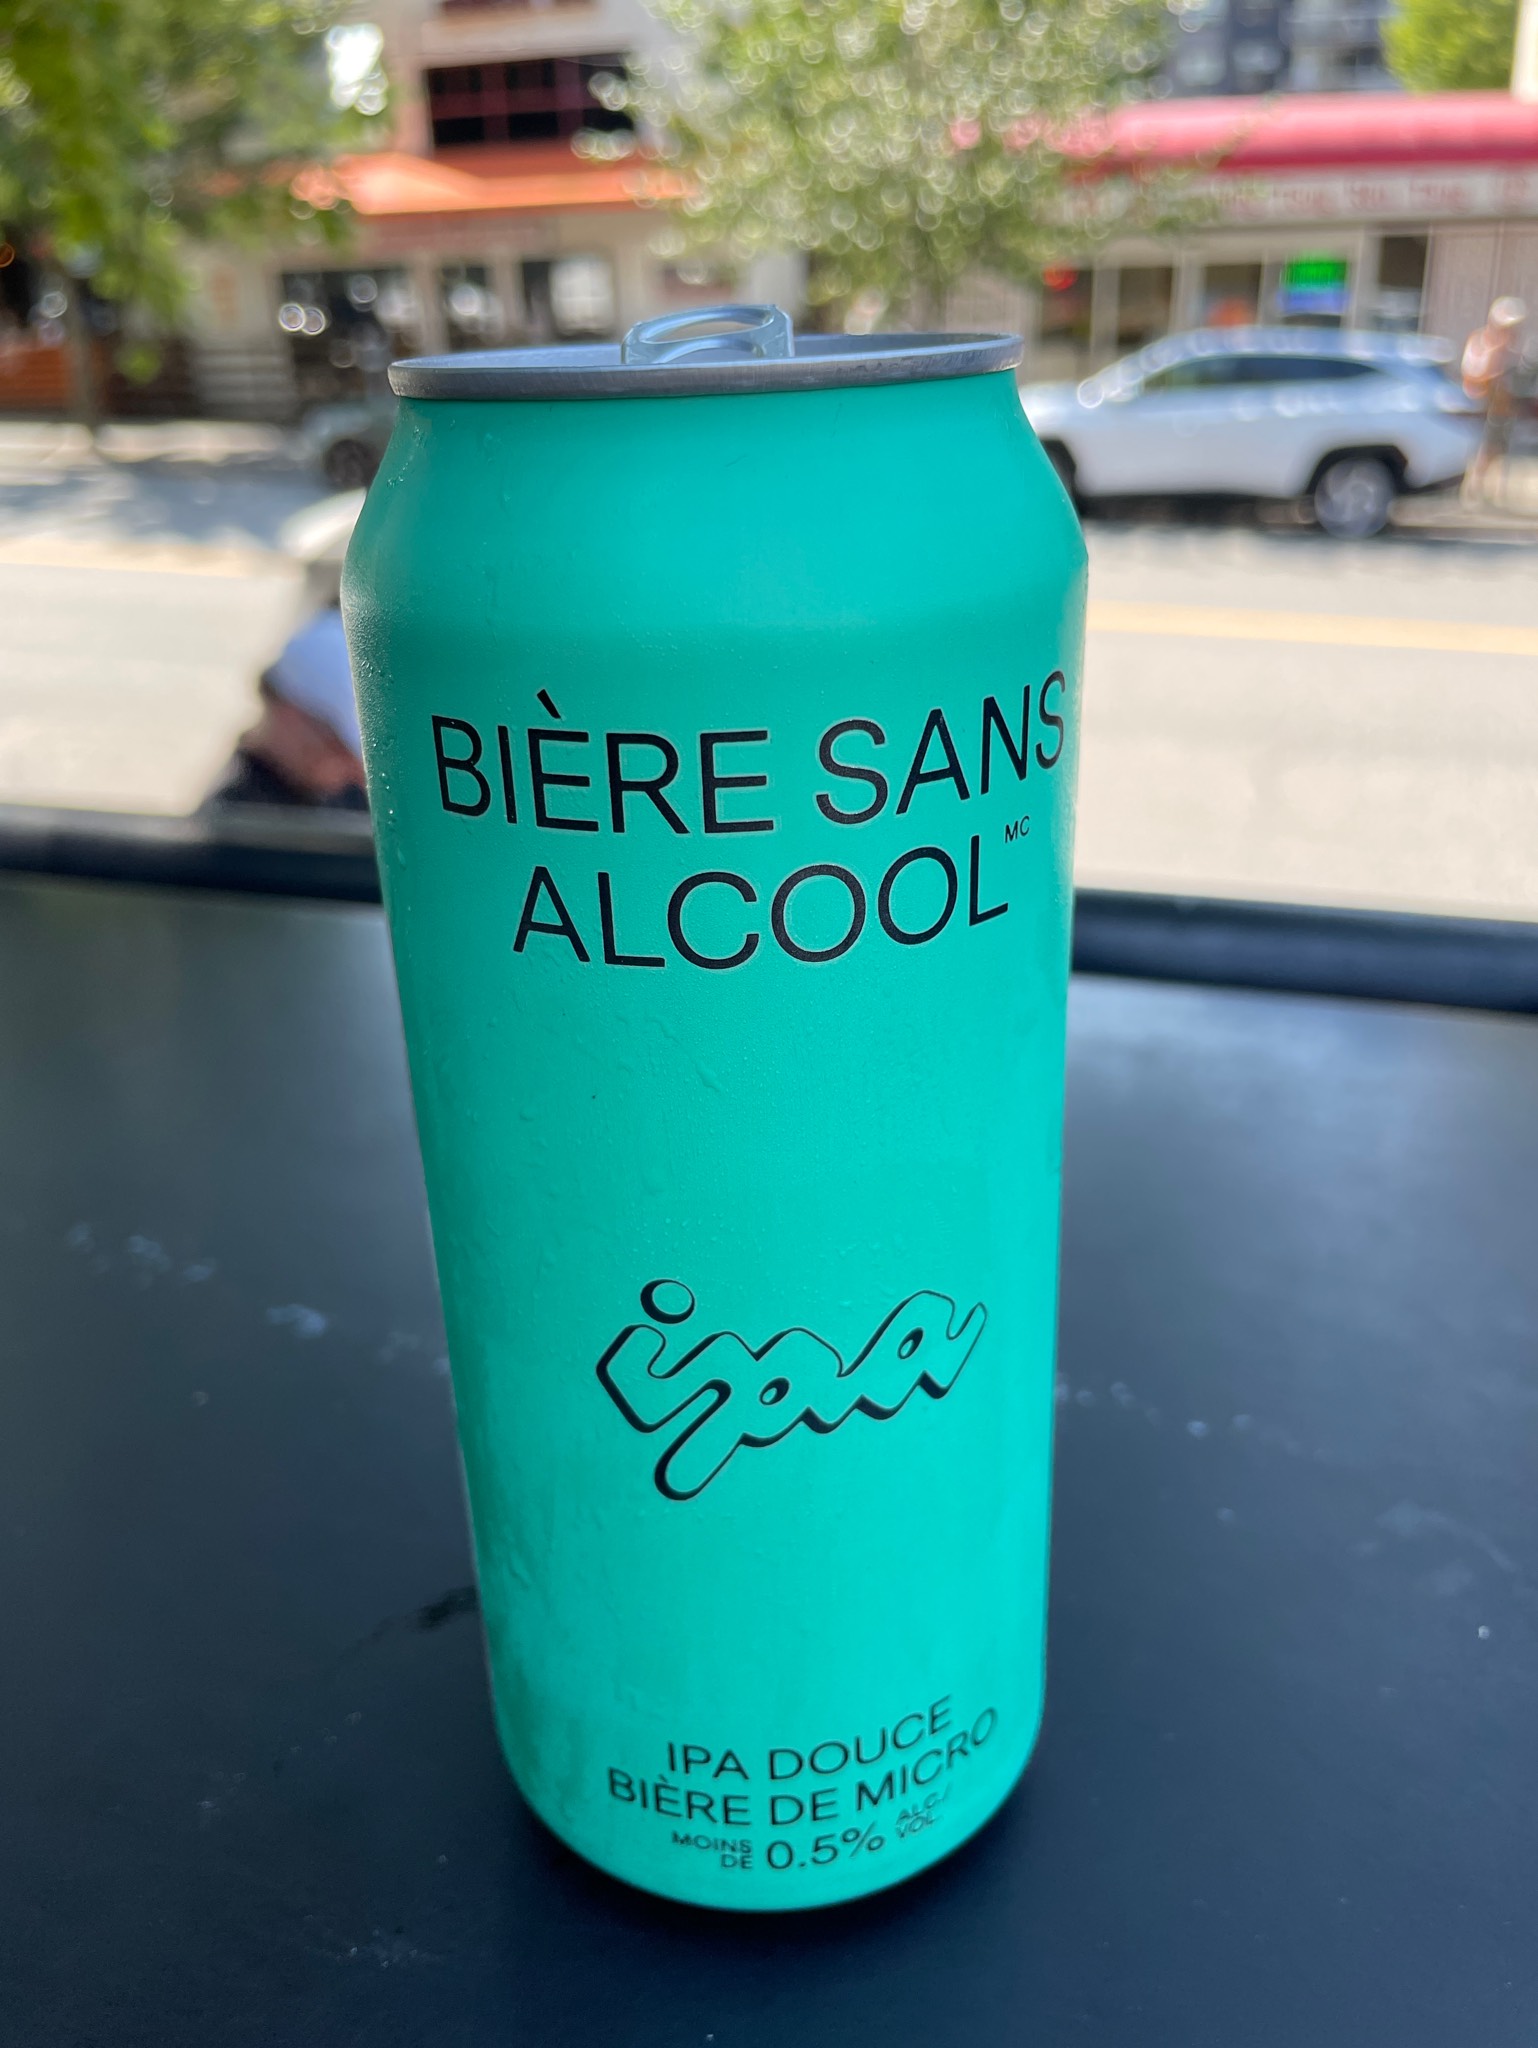 BIÈRE SANS
ALCOOL MC
ipa
IPA DOUCE
BIÈRE DE MICRO
MOINS DE 0.5% ALC./VOL.